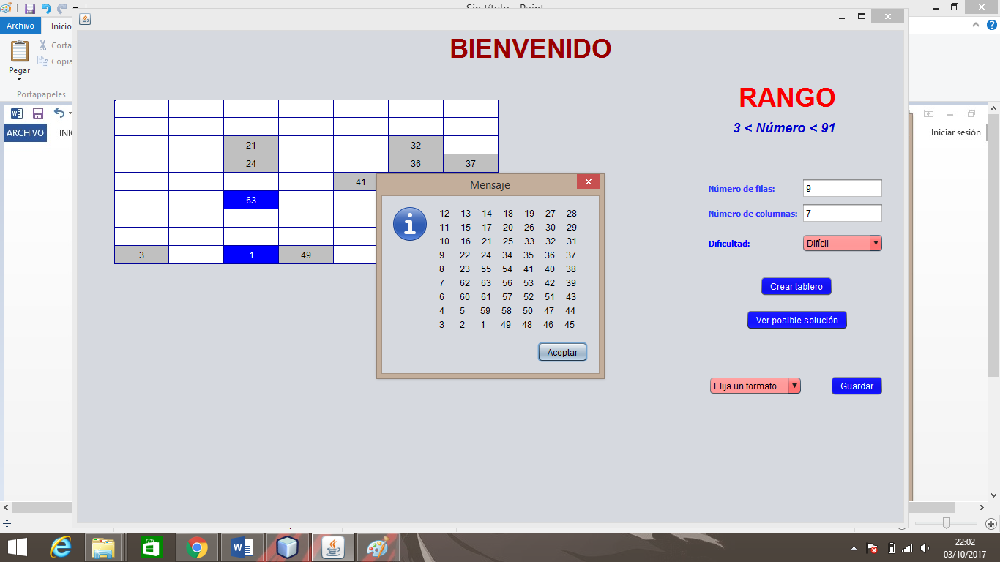 Sin título - Paint
Archivo Inicio
Pegar
Corta
Copia
Portapapeles
ARCHIVO INI
Iniciar sesión
BIENVENIDO
RANGO
3 < Número < 91
21 32
24 36 37
41
63
3 1 49
Número de filas: 9
Número de columnas: 7
Dificultad: Difícil
Crear tablero
Ver posible solución
Elija un formato
Guardar
Mensaje
12 13 14 18 19 27 28
11 15 17 20 26 30 29
10 16 21 25 33 32 31
9 22 24 34 35 36 37
8 23 55 54 41 40 38
7 62 63 56 53 42 39
6 60 61 57 52 51 43
4 5 59 58 50 47 44
3 2 1 49 48 46 45
Aceptar
22:02
03/10/2017